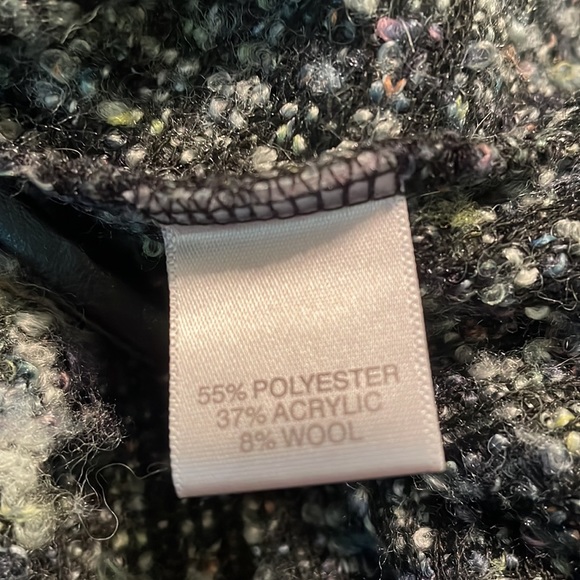 55% POLYESTER
37% ACRYLIC
8% WOOL